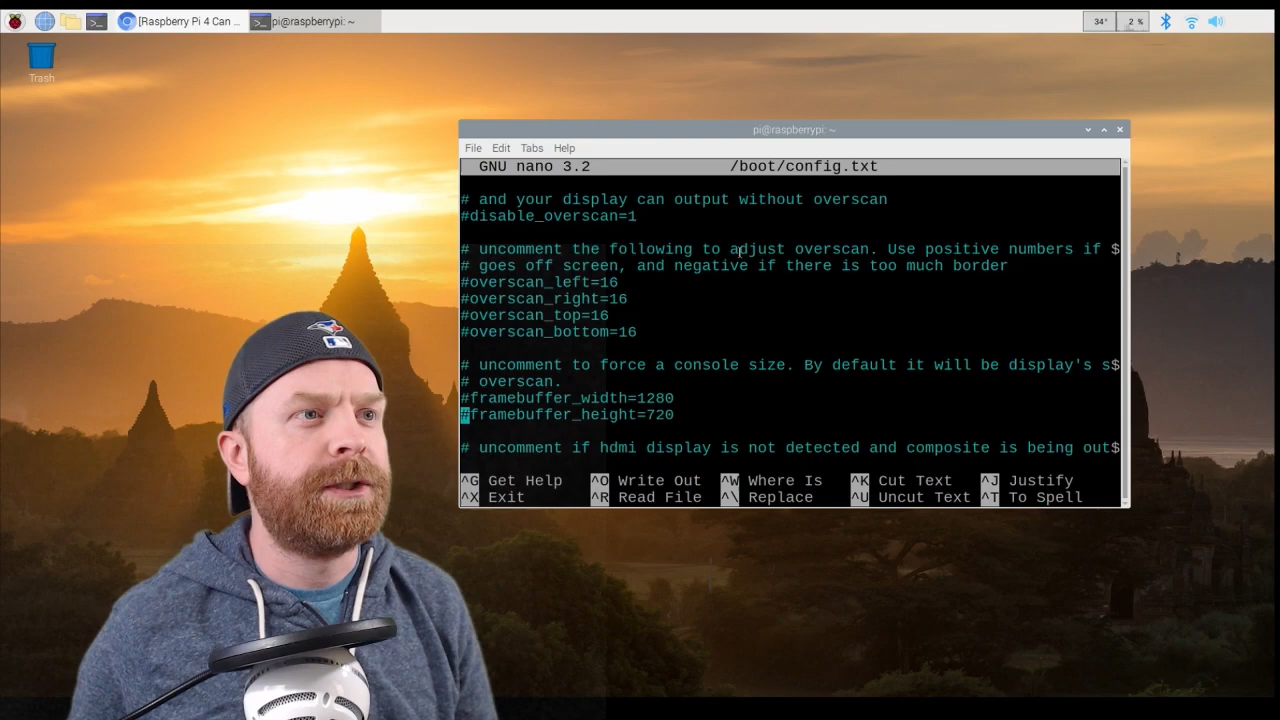 [Raspberry Pi 4 Can ...
pi@raspberrypi: ~
34°
2 %
Trash
pi@raspberrypi: ~
File Edit Tabs Help
GNU nano 3.2 /boot/config.txt
# and your display can output without overscan
#disable_overscan=1
# uncomment the following to adjust overscan. Use positive numbers if $
# goes off screen, and negative if there is too much border
#overscan_left=16
#overscan_right=16
#overscan_top=16
#overscan_bottom=16
# uncomment to force a console size. By default it will be display's s$
# overscan.
#framebuffer_width=1280
#framebuffer_height=720
# uncomment if hdmi display is not detected and composite is being out$
^G Get Help ^O Write Out ^W Where Is ^K Cut Text ^J Justify
^X Exit ^R Read File ^\ Replace ^U Uncut Text ^T To Spell